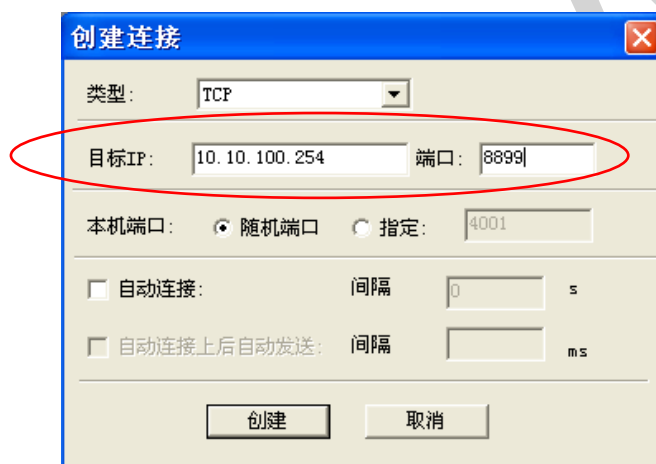 创建连接
类型: TCP
目标IP: 10.10.100.254 端口: 8899
本机端口: 随机端口 指定: 4001
自动连接: 间隔 0 s
自动连接上后自动发送: 间隔 ms
创建 取消